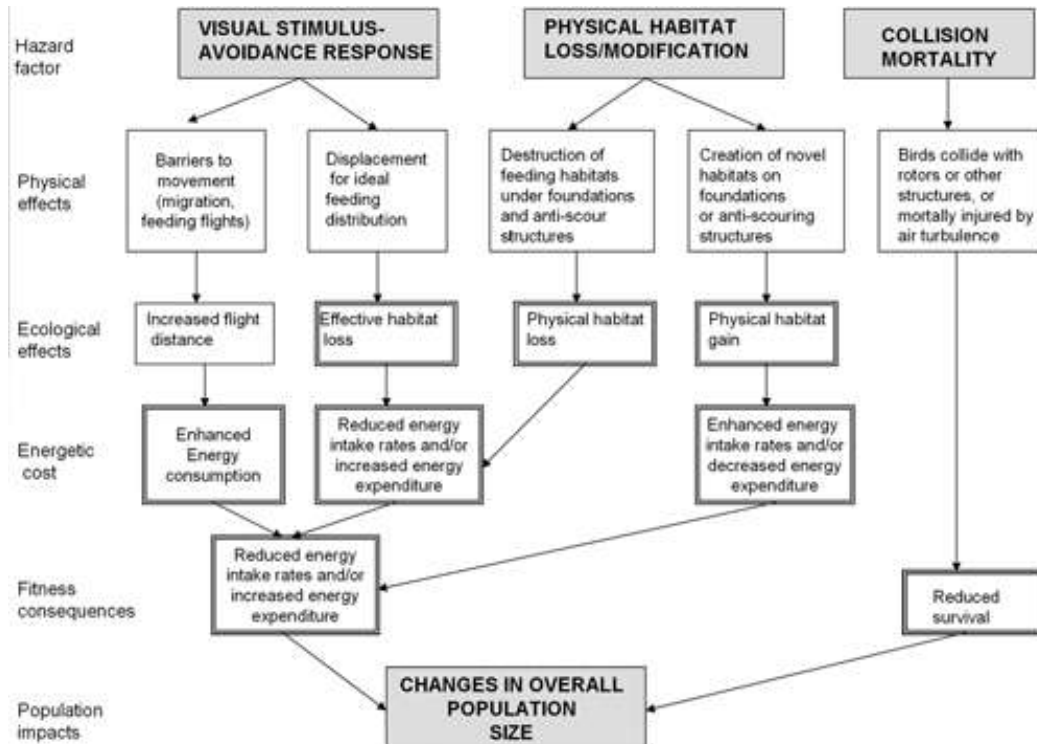 Hazard
factor
VISUAL STIMULUS-
AVOIDANCE RESPONSE
PHYSICAL HABITAT
LOSS/MODIFICATION
COLLISION
MORTALITY
Physical
effects
Barriers to
movement
(migration,
feeding flights)
Displacement
for ideal
feeding
distribution
Destruction of
feeding habitats
under foundations
and anti-scour
structures
Creation of novel
habitats on
foundations
or anti-scouring
structures
Birds collide with
rotors or other
structures, or
mortally injured by
air turbulence
Ecological
effects
Increased flight
distance
Effective habitat
loss
Physical habitat
loss
Physical habitat
gain
Energetic
cost
Enhanced
Energy
consumption
Reduced energy
intake rates and/or
increased energy
expenditure
Enhanced energy
intake rates and/or
decreased energy
expenditure
Fitness
consequences
Reduced energy
intake rates and/or
increased energy
expenditure
Reduced
survival
Population
impacts
CHANGES IN OVERALL
POPULATION
SIZE